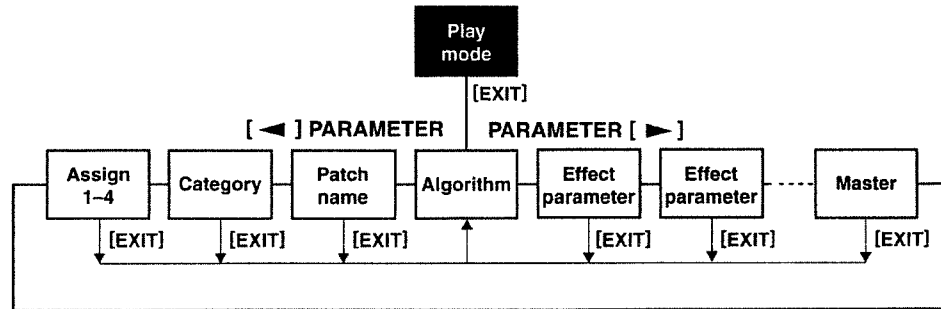 Play
mode
[EXIT]
[ ◄ ] PARAMETER PARAMETER [ ► ]
Assign
1–4
Category
Patch
name
Algorithm
Effect
parameter
Effect
parameter
Master
[EXIT] [EXIT] [EXIT] [EXIT] [EXIT] [EXIT]